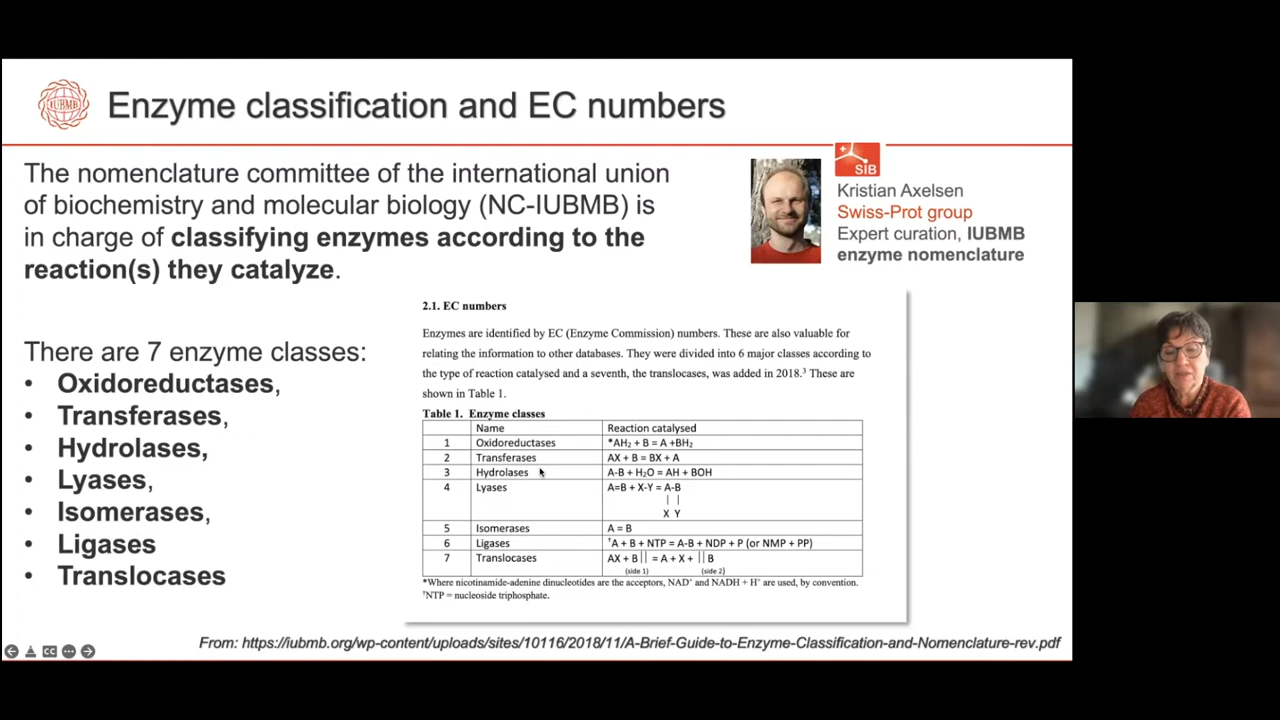 IUBMB
Enzyme classification and EC numbers
The nomenclature committee of the international union
of biochemistry and molecular biology (NC-IUBMB) is
in charge of classifying enzymes according to the
reaction(s) they catalyze.
SIB
Kristian Axelsen
Swiss-Prot group
Expert curation, IUBMB
enzyme nomenclature
There are 7 enzyme classes:
• Oxidoreductases,
• Transferases,
• Hydrolases,
• Lyases,
• Isomerases,
• Ligases
• Translocases
2.1. EC numbers
Enzymes are identified by EC (Enzyme Commission) numbers. These are also valuable for
relating the information to other databases. They were divided into 6 major classes according to
the type of reaction catalysed and a seventh, the translocases, was added in 2018.³ These are
shown in Table 1.
Table 1. Enzyme classes
Name Reaction catalysed
1 Oxidoreductases *AH₂ + B = A +BH₂
2 Transferases AX + B = BX + A
3 Hydrolases A-B + H₂O = AH + BOH
4 Lyases A=B + X-Y = A-B
| |
X Y
5 Isomerases A = B
6 Ligases †A + B + NTP = A-B + NDP + P (or NMP + PP)
7 Translocases AX + B|| = A + X + ||B
(side 1) (side 2)
*Where nicotinamide-adenine dinucleotides are the acceptors, NAD⁺ and NADH + H⁺ are used, by convention.
†NTP = nucleoside triphosphate.
From: https://iubmb.org/wp-content/uploads/sites/10116/2018/11/A-Brief-Guide-to-Enzyme-Classification-and-Nomenclature-rev.pdf
CC